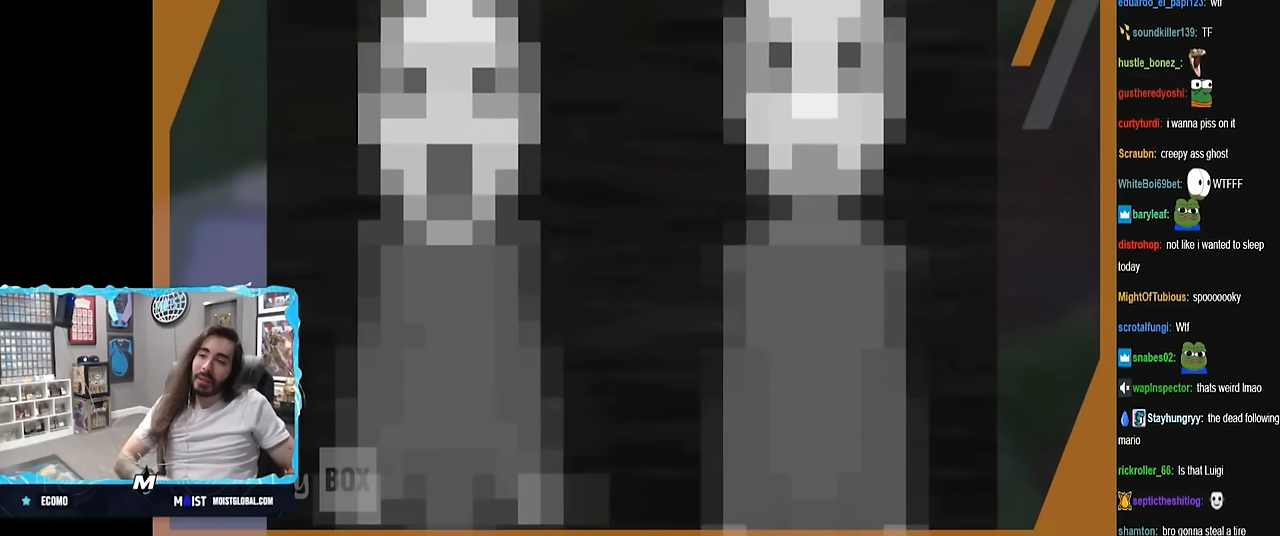 eduardo_el_papi123: wtf
soundkiller139: TF
hustle_bonez_:
gustheredyoshi:
curtyturdi: i wanna piss on it
Scraubn: creepy ass ghost
WhiteBoi69bet: WTFFF
baryleaf:
distrohop: not like i wanted to sleep
today
MightOfTubious: spooooooky
scrotalfungi: Wtf
snabes02:
wapInspector: thats weird lmao
Stayhungryy: the dead following
mario
rickroller_66: Is that Luigi
septictheshitlog:
shamton: bro gonna steal a tire
y BOX
M
ECOMO MOIST MOISTGLOBAL.COM